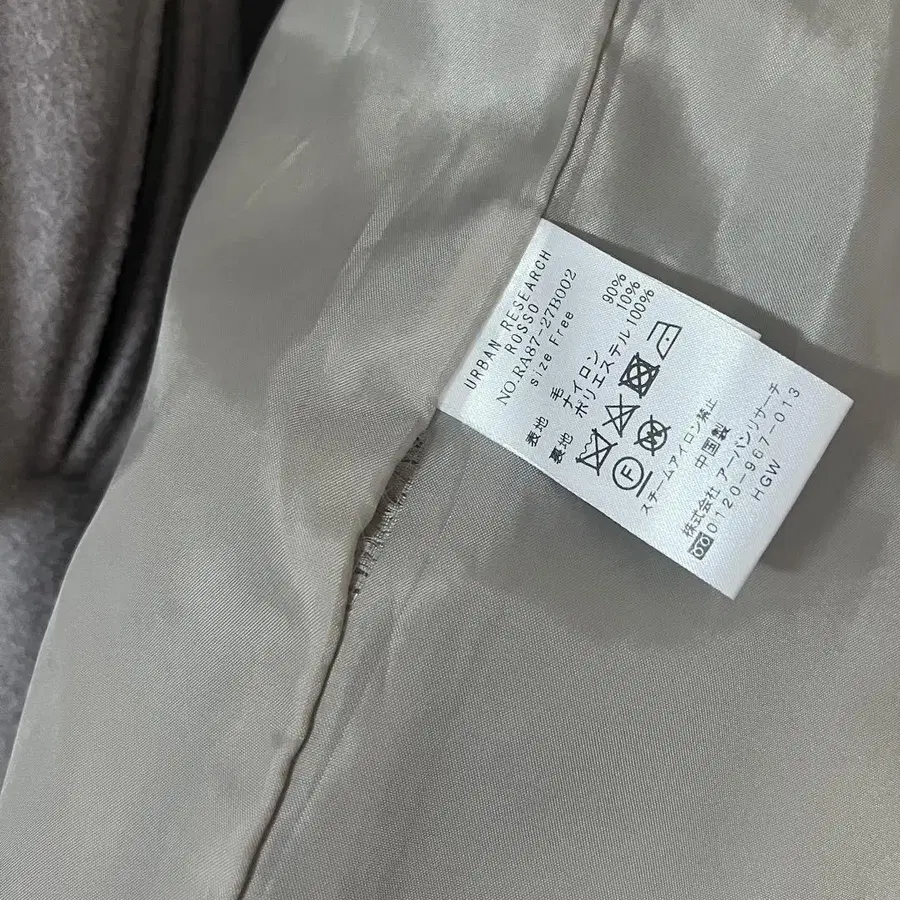 URBAN RESEARCH
ROSSO
NO.RA87-27B002
size Free
表地 毛 90%
ナイロン 10%
裏地 ポリエステル 100%
F W
スチームアイロン禁止
中国製
株式会社 アーバンリサーチ
0120-967-013
HGW